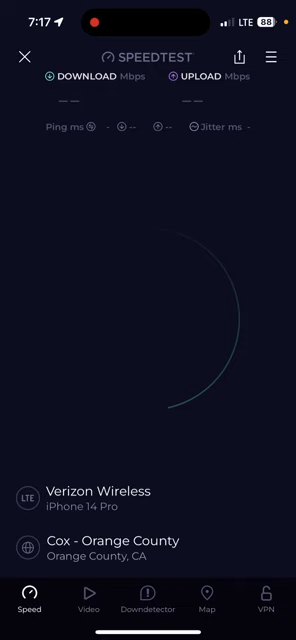 7:17 LTE 88
SPEEDTEST
DOWNLOAD Mbps UPLOAD Mbps
— — — —
Ping ms - -- -- Jitter ms -
LTE Verizon Wireless
iPhone 14 Pro
Cox - Orange County
Orange County, CA
Speed Video Downdetector Map VPN